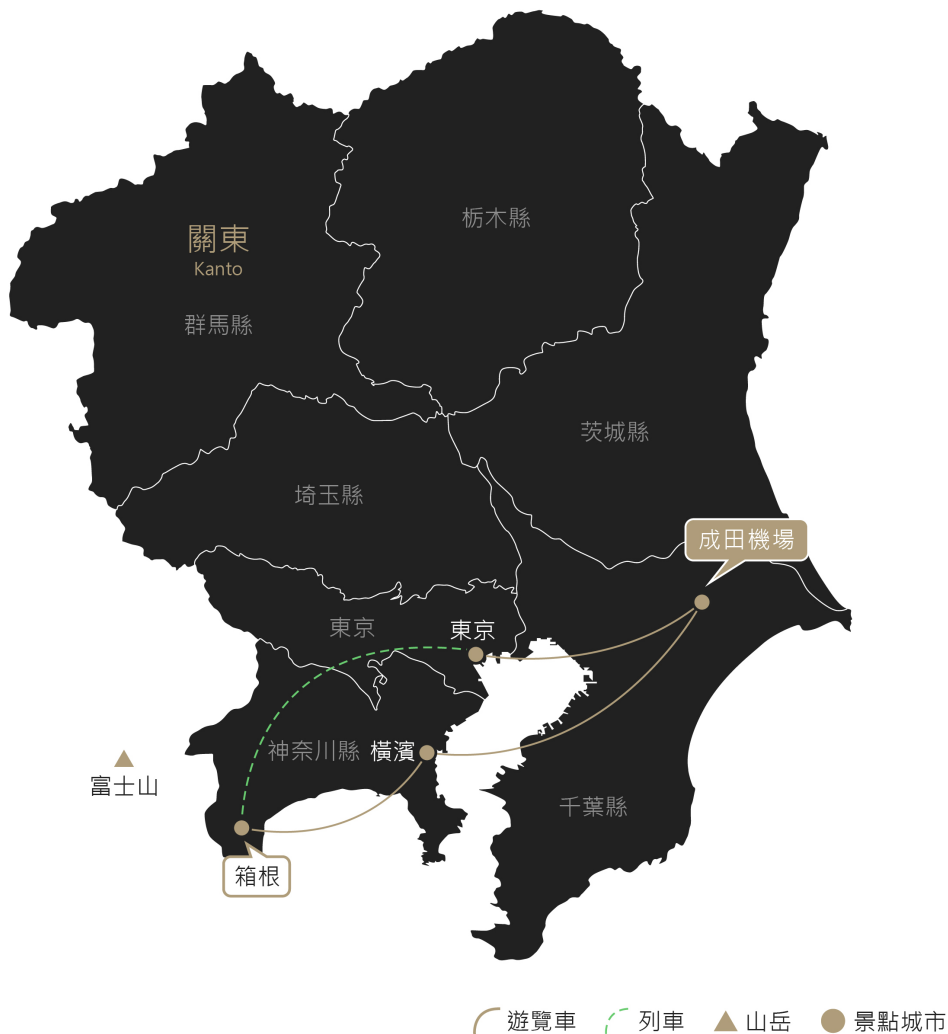 栃木縣
關東
Kanto
群馬縣
茨城縣
埼玉縣
成田機場
東京
東京
神奈川縣
橫濱
富士山
千葉縣
箱根
遊覽車
列車
山岳
景點城市